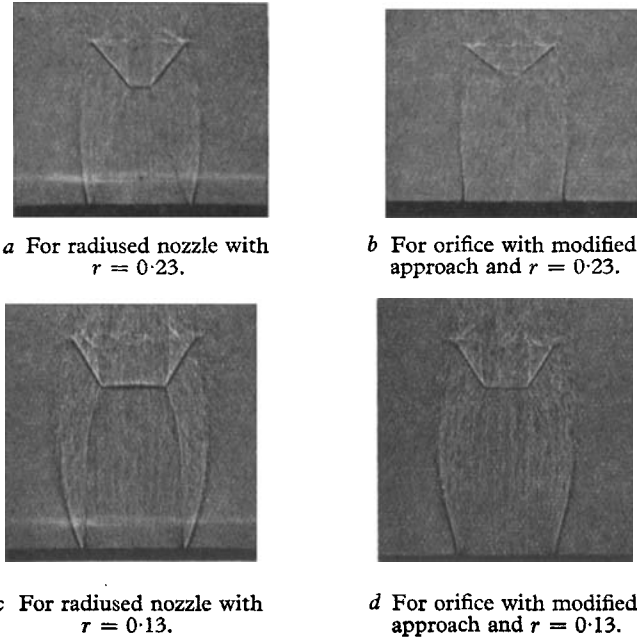 a For radiused nozzle with
r = 0·23.
b For orifice with modified
approach and r = 0·23.
c For radiused nozzle with
r = 0·13.
d For orifice with modified
approach and r = 0·13.